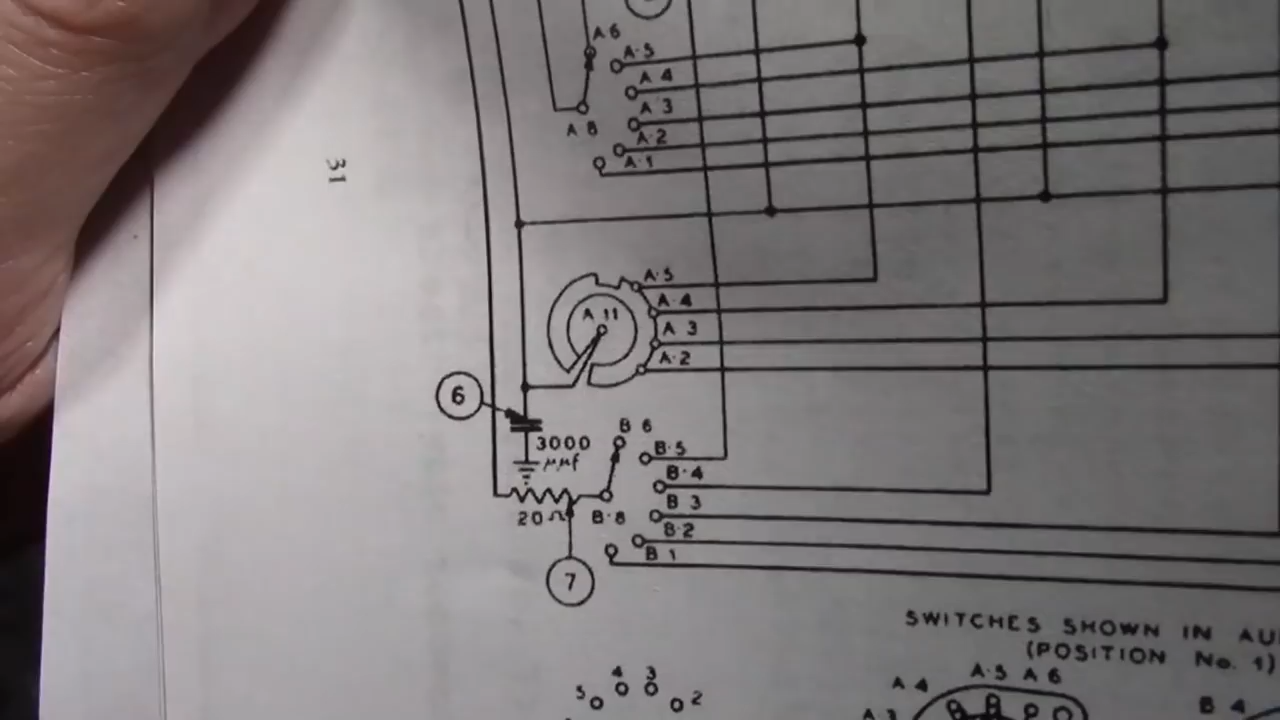 A 6
A·5
A 4
A 3
A 8
A·2
A·1
31
A·5
A·4
A 11
A 3
A·2
6
B 6
3000
B·5
μμf
B·4
B 3
20Ω
B·8
B·2
B 1
7
SWITCHES SHOWN IN AU
(POSITION No. 1)
5 4 3 2
A·5 A 6
A 4
A 3
B 4